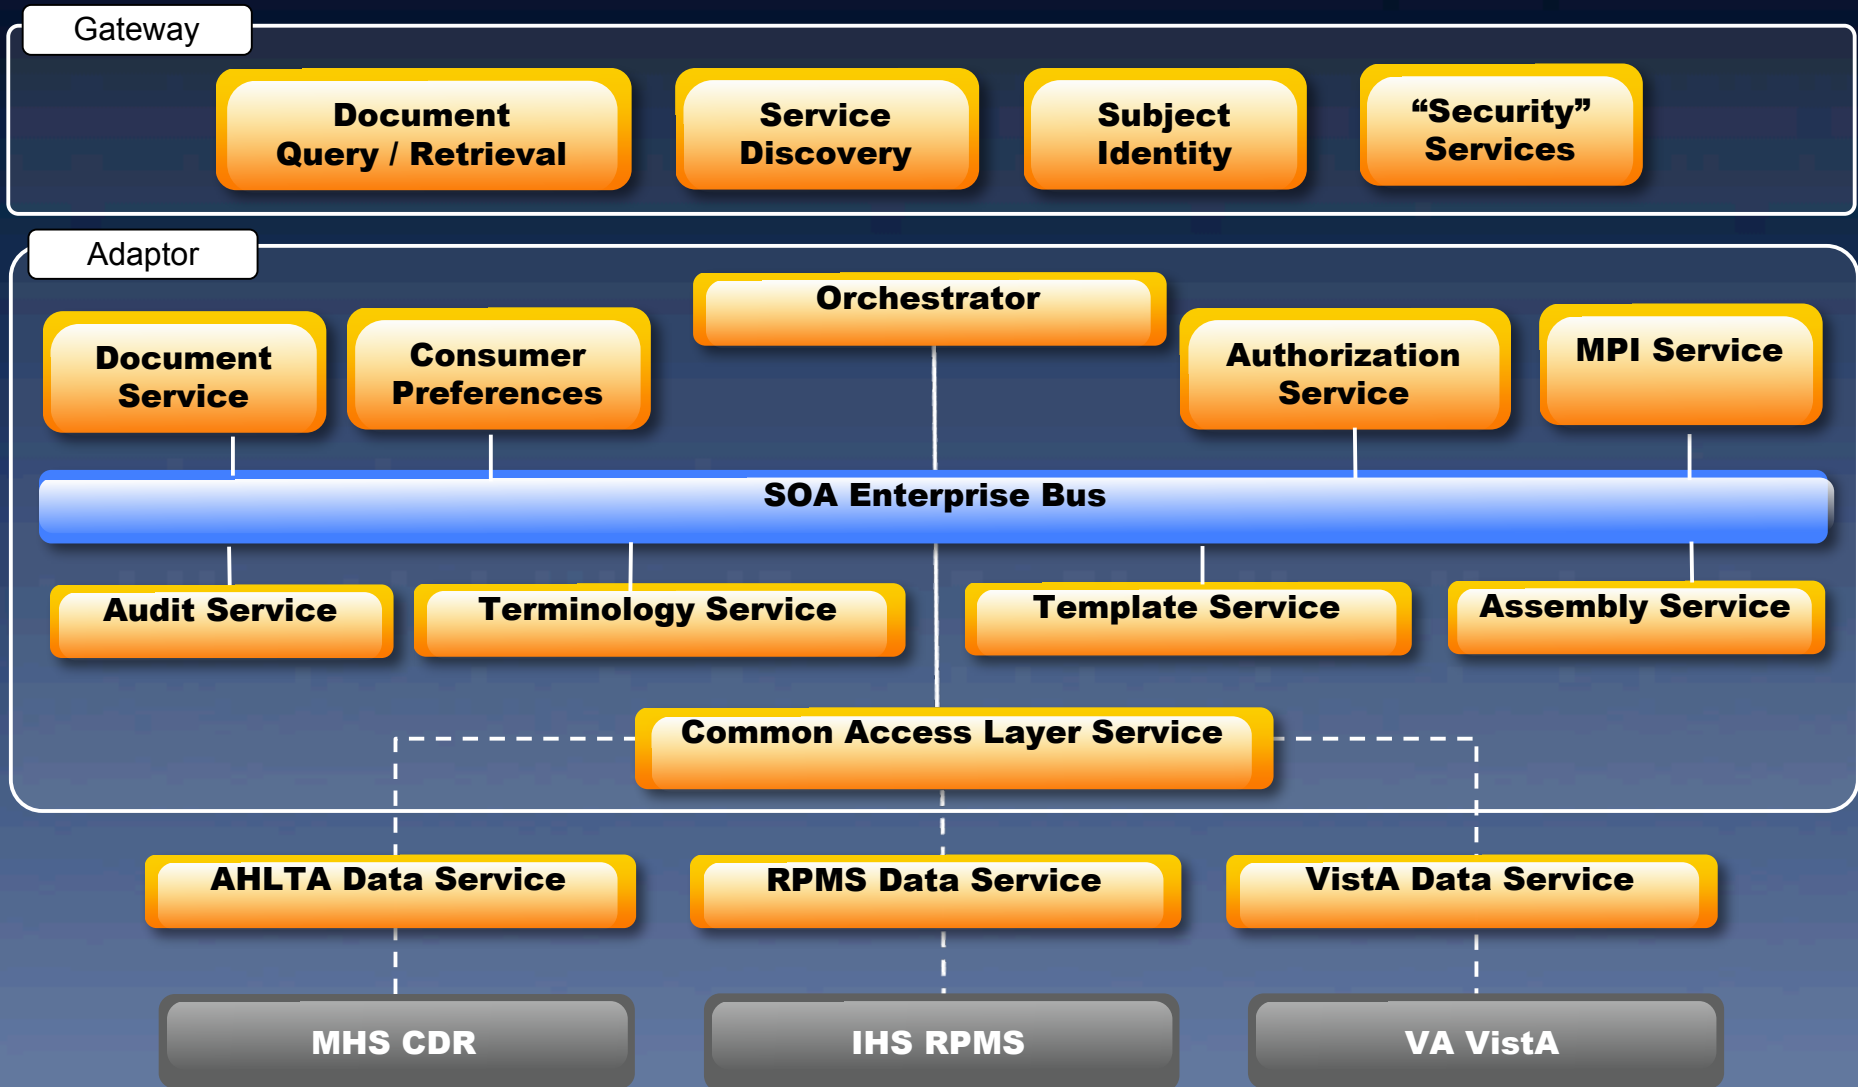 Gateway
Document
Query / Retrieval
Service
Discovery
Subject
Identity
“Security”
Services
Adaptor
Orchestrator
Document
Service
Consumer
Preferences
Authorization
Service
MPI Service
SOA Enterprise Bus
Audit Service
Terminology Service
Template Service
Assembly Service
Common Access Layer Service
AHLTA Data Service
RPMS Data Service
VistA Data Service
MHS CDR
IHS RPMS
VA VistA